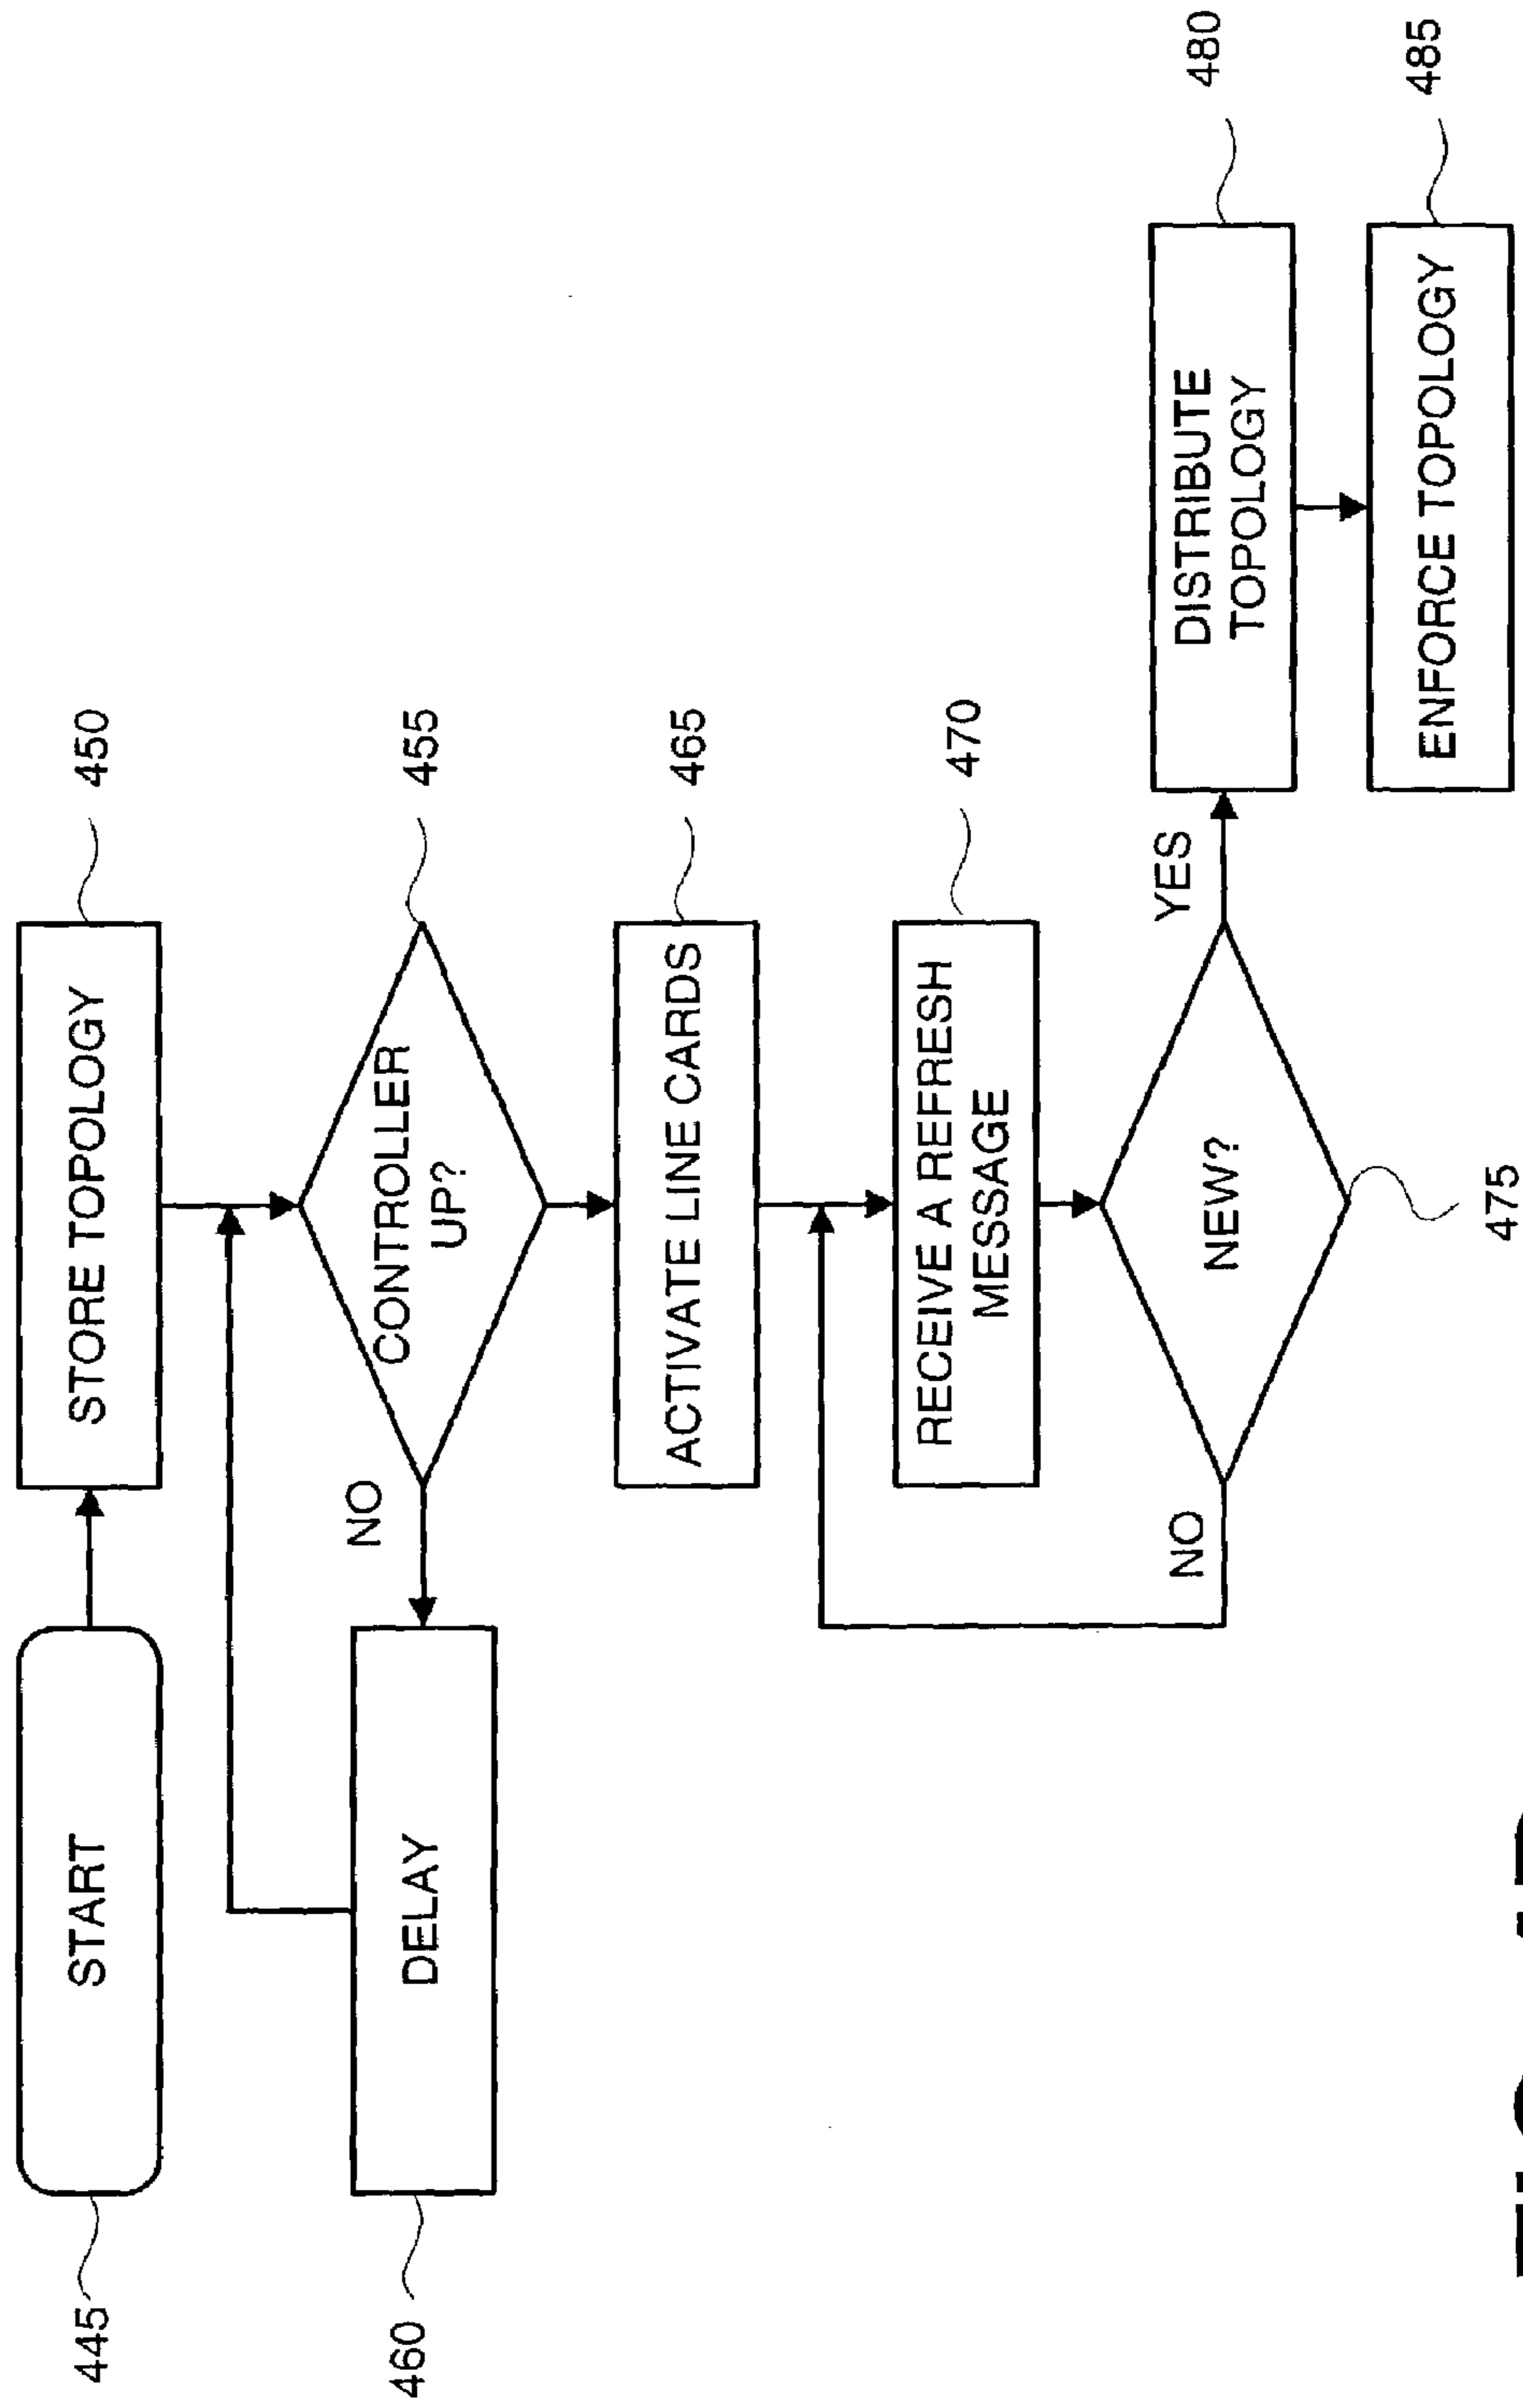 445
START
STORE TOPOLOGY
450
460
DELAY
NO
CONTROLLER
UP?
455
ACTIVATE LINE CARDS
465
RECEIVE A REFRESH
MESSAGE
470
NO
NEW?
YES
475
DISTRIBUTE
TOPOLOGY
480
ENFORCE TOPOLOGY
485